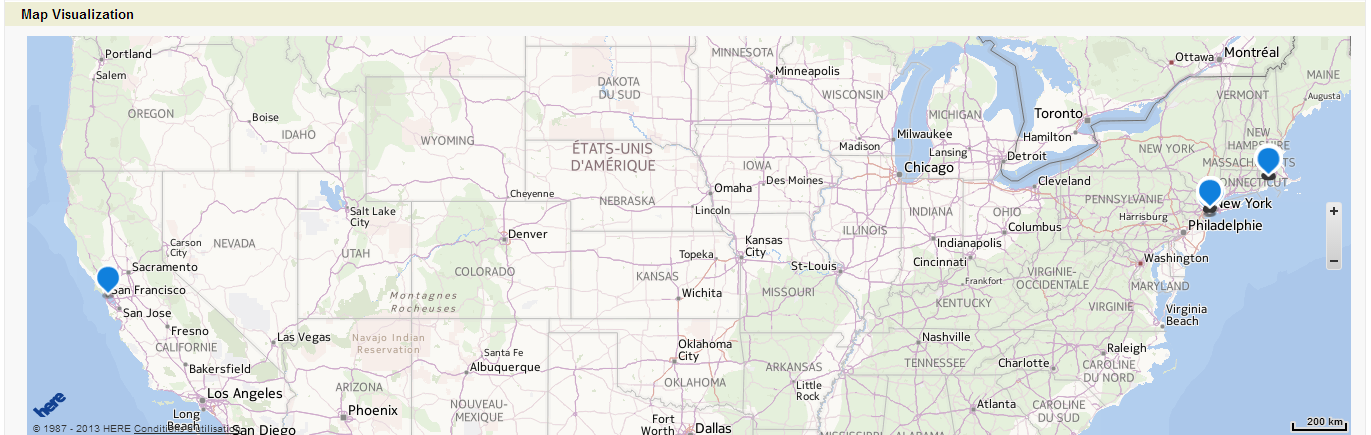 Map Visualization
Portland
Salem
OREGON
Boise
IDAHO
WYOMING
DAKOTA
DU SUD
MINNESOTA
Minneapolis
WISCONSIN
MICHIGAN
Ottawa
Montréal
MAINE
VERMONT
Augusta
Toronto
Hamilton
NEW
HAMPSHIRE
Milwaukee
Madison
Lansing
Detroit
NEW YORK
ÉTATS-UNIS
D'AMÉRIQUE
IOWA
Chicago
Cleveland
Des Moines
Omaha
Cheyenne
NEBRASKA
Lincoln
PENNSYLVANIE
New York
Harrisburg
Philadelphie
Salt Lake
City
Denver
INDIANA
OHIO
Columbus
ILLINOIS
Indianapolis
Carson
City
NEVADA
UTAH
Kansas
City
Topeka
Sacramento
COLORADO
KANSAS
St-Louis
Cincinnati
Washington
VIRGINIE-
OCCIDENTALE
MARYLAND
Frankfort
San Francisco
Montagnes
Rocheuses
Wichita
MISSOURI
KENTUCKY
VIRGINIE
Virginia
Beach
San Jose
Fresno
Las Vegas
Navajo Indian
Reservation
CALIFORNIE
Santa Fe
Albuquerque
Oklahoma
City
Nashville
Raleigh
Bakersfield
TENNESSEE
Charlotte
CAROLINE
DU NORD
ARKANSAS
ARIZONA
OKLAHOMA
Little
Rock
Los Angeles
Long
Beach
Phoenix
NOUVEAU-
MEXIQUE
Atlanta
CAROLINE
DU SUD
Fort
Worth
Dallas
San Diego
here
© 1987 - 2013 HERE Conditions d'utilisation
200 km
+
−